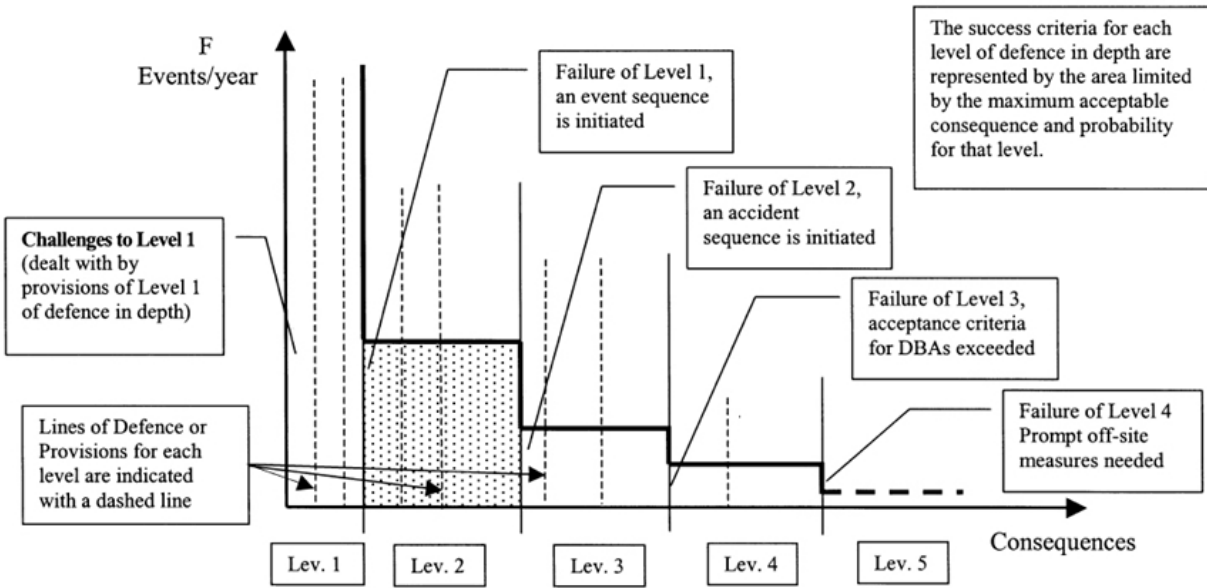 F
Events/year
Failure of Level 1,
an event sequence
is initiated
The success criteria for each
level of defence in depth are
represented by the area limited
by the maximum acceptable
consequence and probability
for that level.
Challenges to Level 1
(dealt with by
provisions of Level 1
of defence in depth)
Failure of Level 2,
an accident
sequence is initiated
Failure of Level 3,
acceptance criteria
for DBAs exceeded
Lines of Defence or
Provisions for each
level are indicated
with a dashed line
Failure of Level 4
Prompt off-site
measures needed
Consequences
Lev. 1
Lev. 2
Lev. 3
Lev. 4
Lev. 5